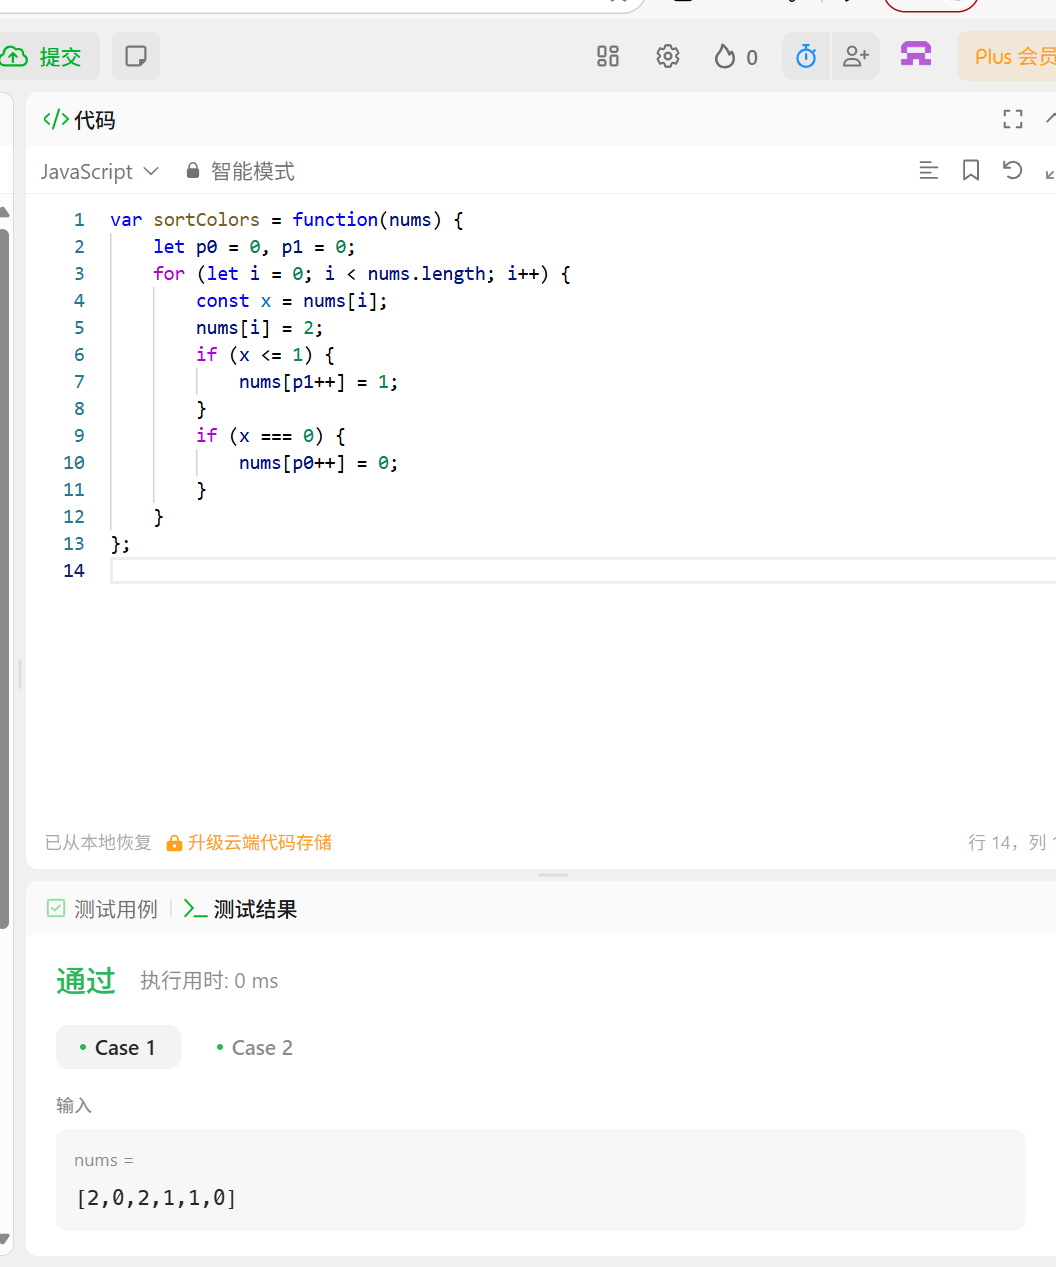 提交
0
Plus 会员
代码
JavaScript 智能模式
1 var sortColors = function(nums) {
2 let p0 = 0, p1 = 0;
3 for (let i = 0; i < nums.length; i++) {
4 const x = nums[i];
5 nums[i] = 2;
6 if (x <= 1) {
7 nums[p1++] = 1;
8 }
9 if (x === 0) {
10 nums[p0++] = 0;
11 }
12 }
13 };
14
已从本地恢复 升级云端代码存储 行 14，列
测试用例 测试结果
通过 执行用时: 0 ms
• Case 1 • Case 2
输入
nums =
[2,0,2,1,1,0]